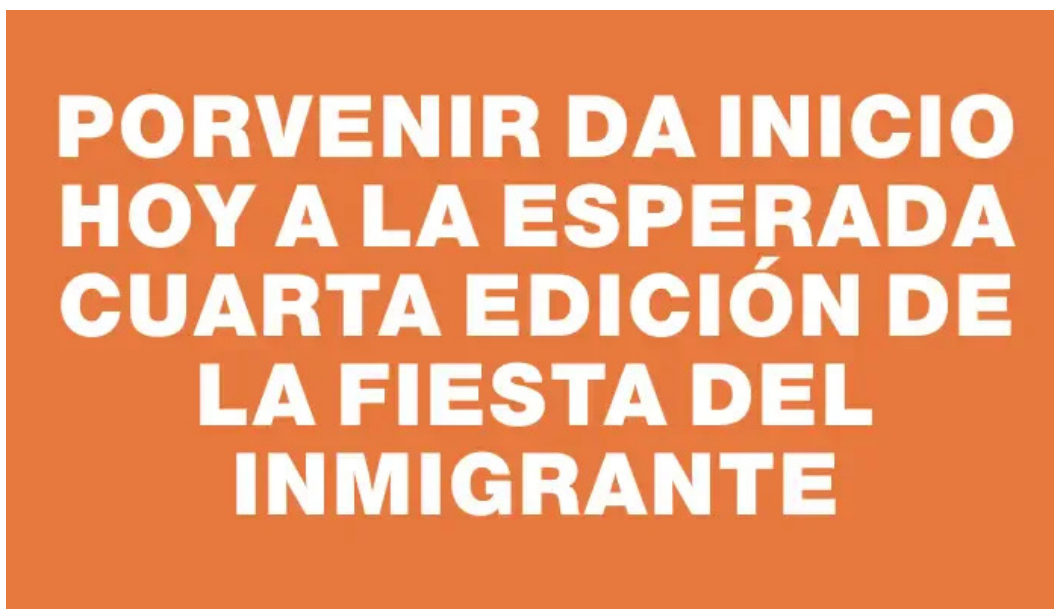 PORVENIR DA INICIO
HOY A LA ESPERADA
CUARTA EDICIÓN DE
LA FIESTA DEL
INMIGRANTE